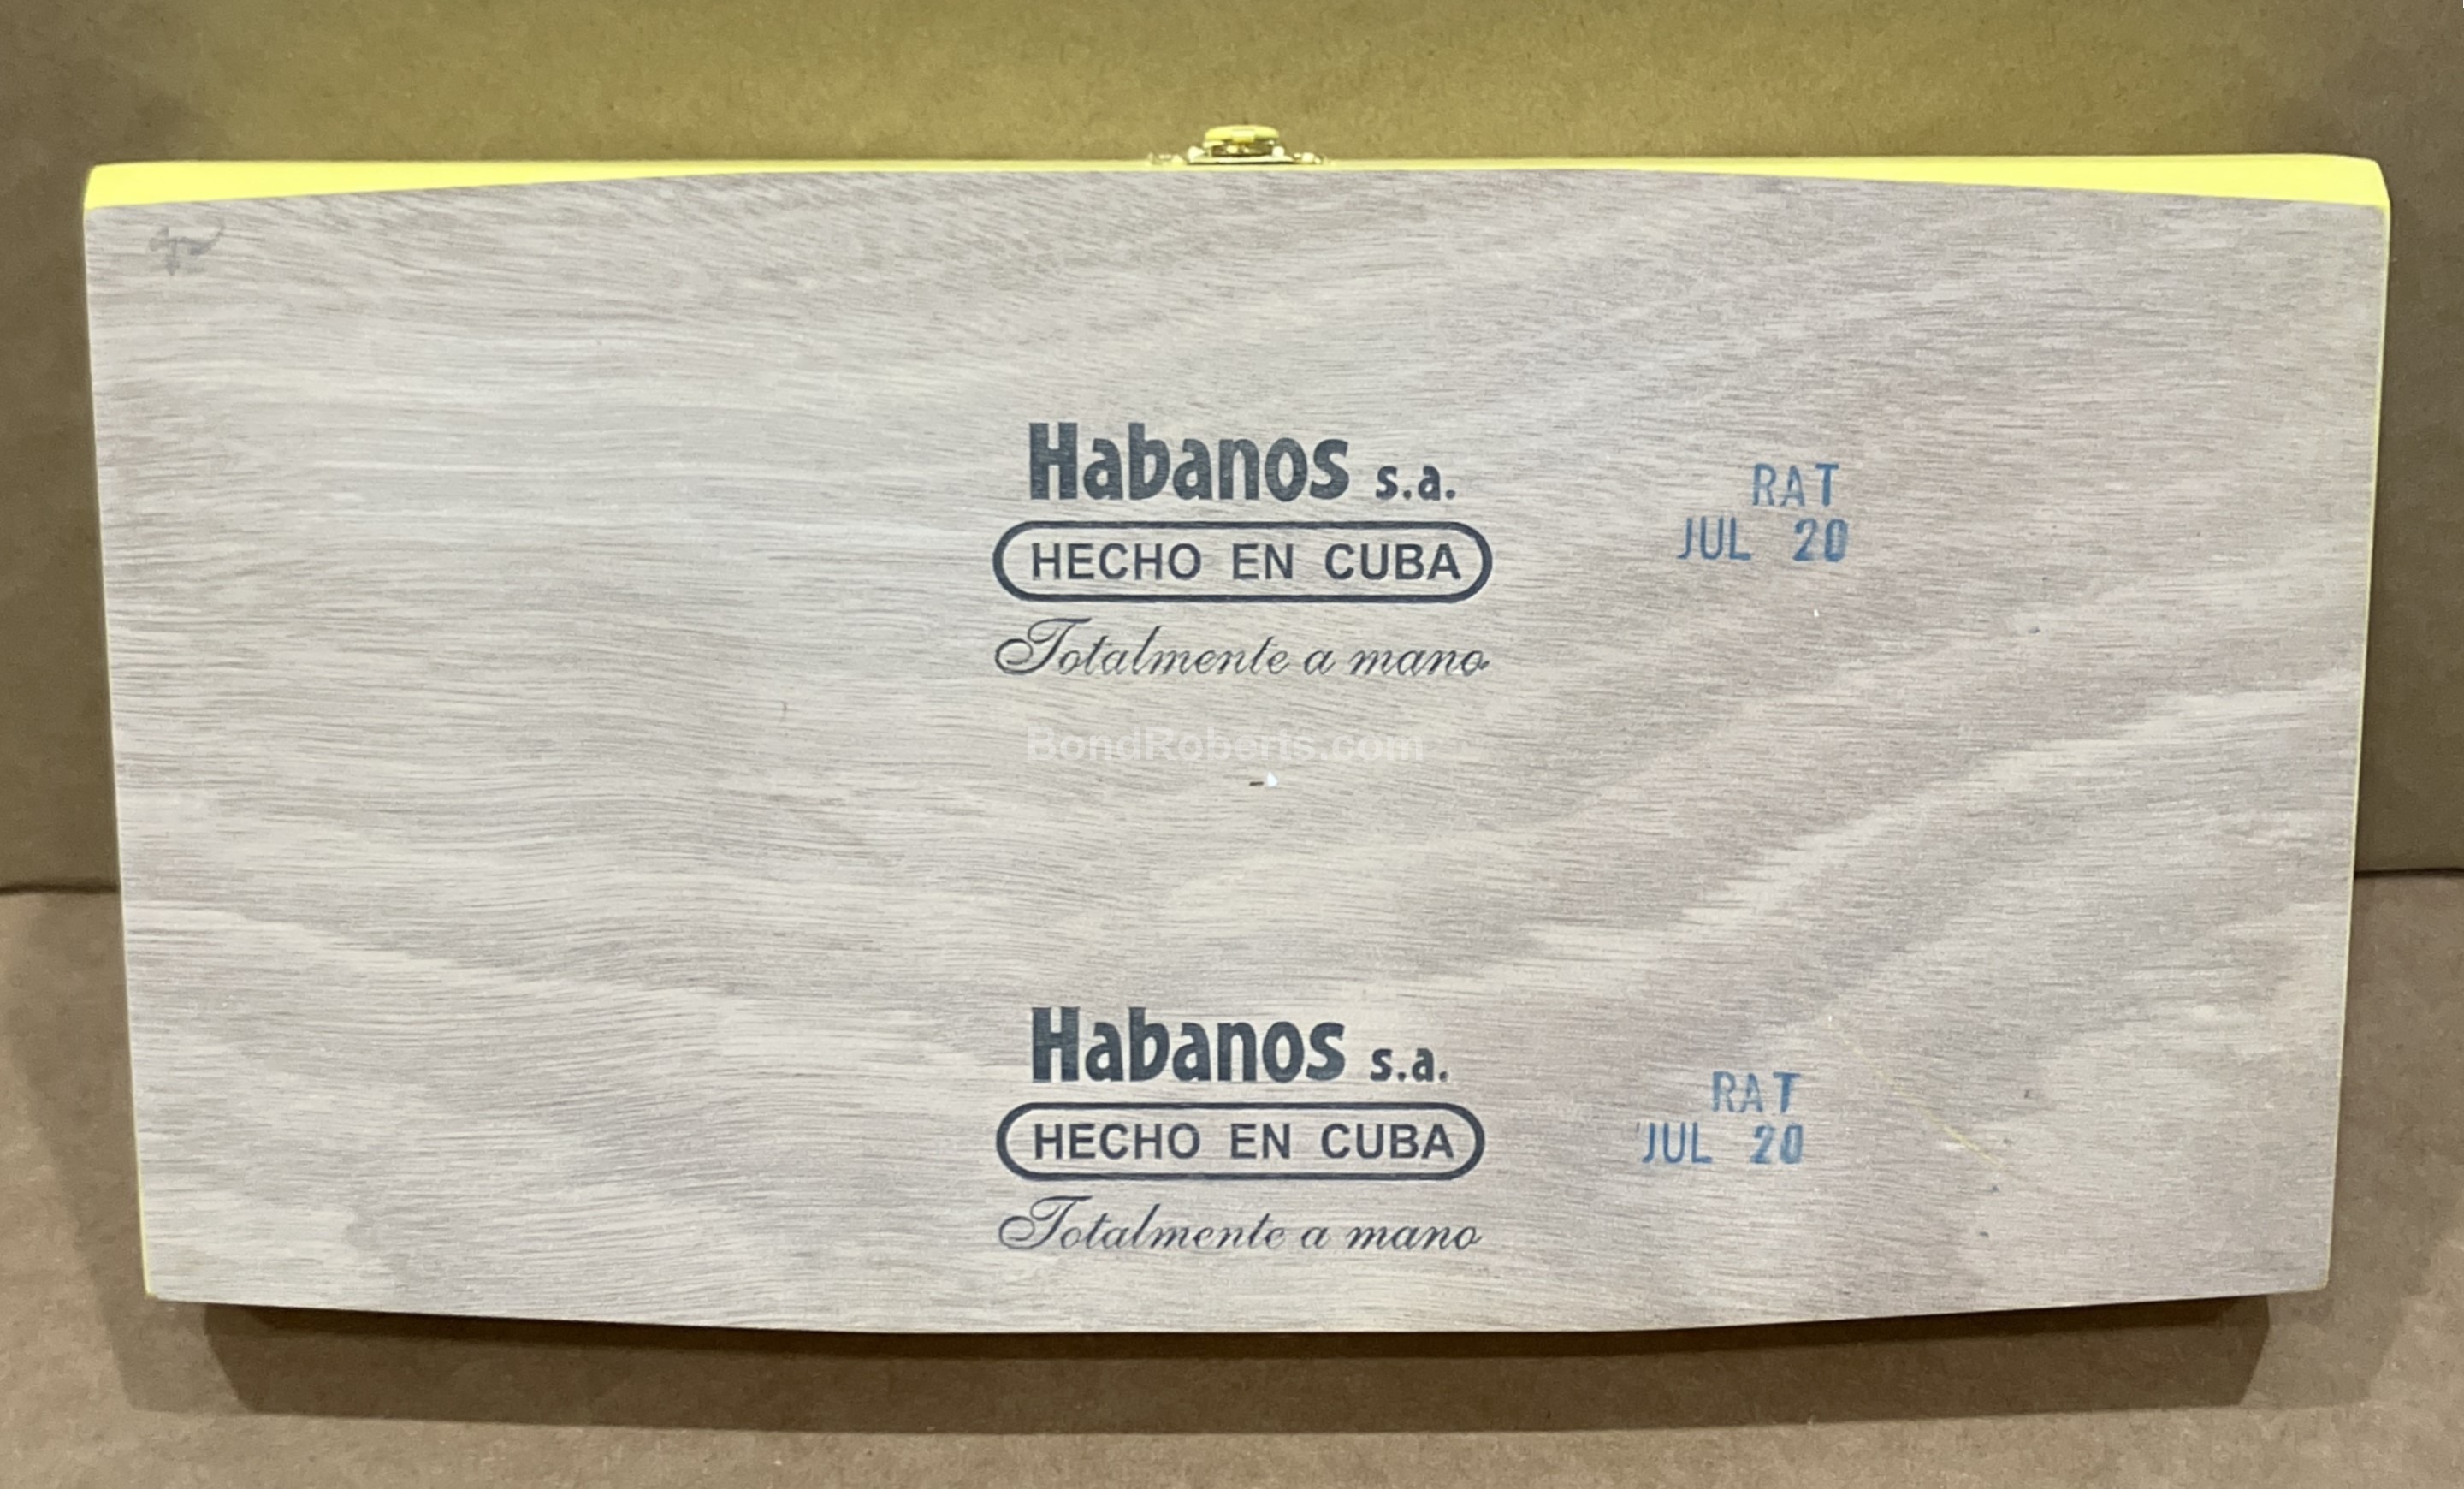 Habanos s.a.
HECHO EN CUBA
Totalmente a mano
RAT
JUL 20
BondRoberts.com
Habanos s.a.
HECHO EN CUBA
Totalmente a mano
RAT
JUL 20